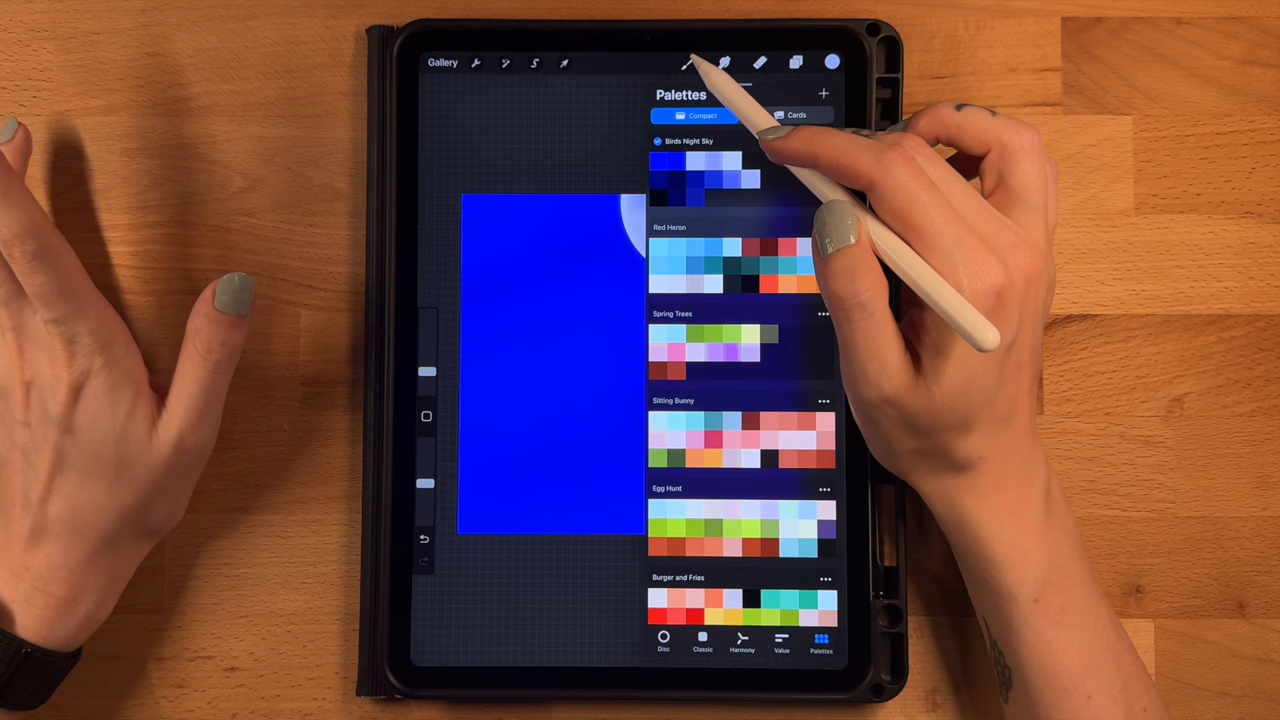 Gallery
Palettes
Compact
Cards
Birds Night Sky
Red Heron
Spring Trees
Sitting Bunny
Egg Hunt
Burger and Fries
Disc
Classic
Harmony
Value
Palettes